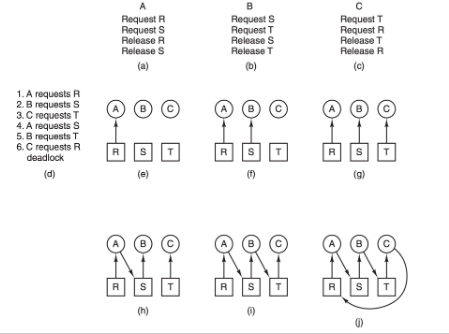 A
Request R
Request S
Release R
Release S
(a)
B
Request S
Request T
Release S
Release T
(b)
C
Request T
Request R
Release T
Release R
(c)
1. A requests R
2. B requests S
3. C requests T
4. A requests S
5. B requests T
6. C requests R
deadlock
(d)
A B C
R S T
(e)
A B C
R S T
(f)
A B C
R S T
(g)
A B C
R S T
(h)
A B C
R S T
(i)
A B C
R S T
(j)